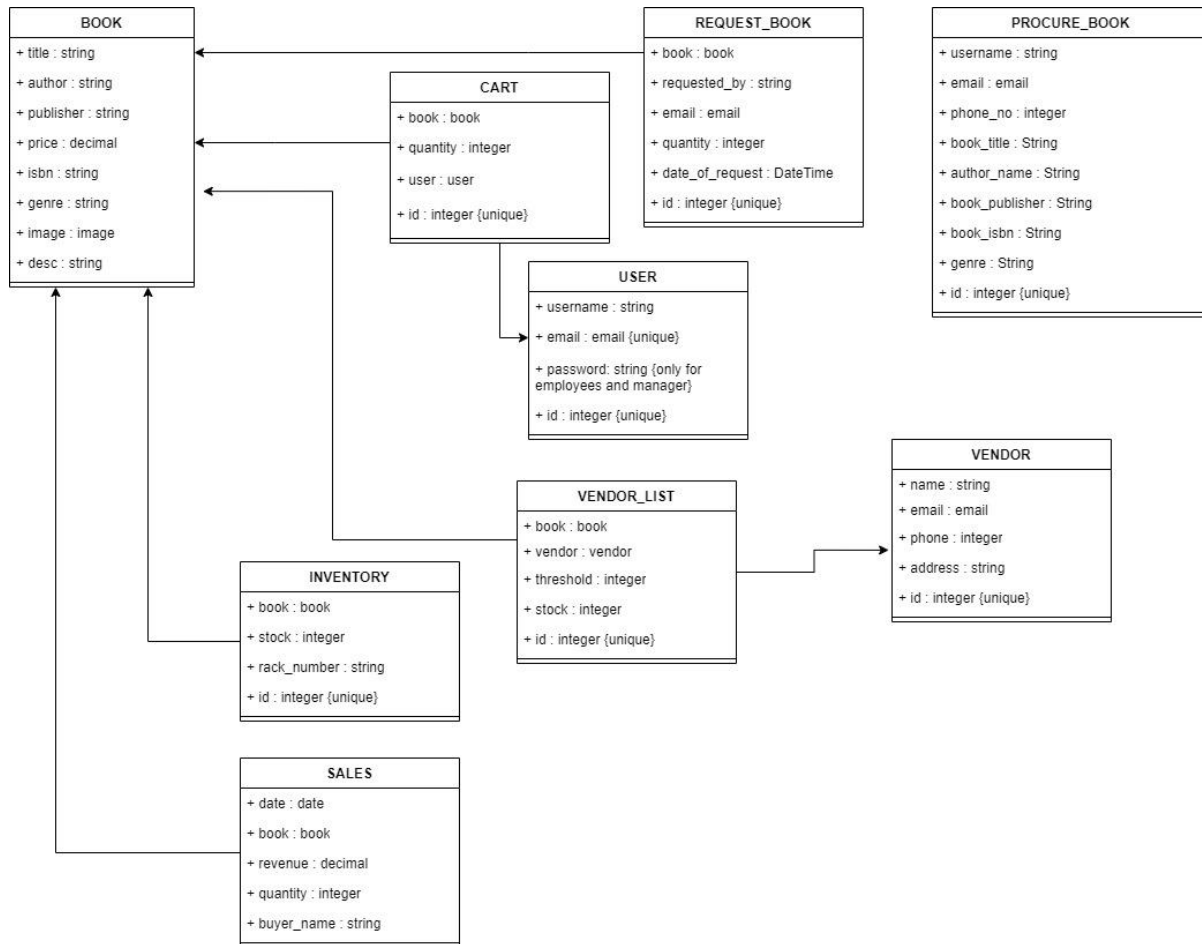 BOOK
+ title : string
+ author : string
+ publisher : string
+ price : decimal
+ isbn : string
+ genre : string
+ image : image
+ desc : string
CART
+ book : book
+ quantity : integer
+ user : user
+ id : integer {unique}
REQUEST_BOOK
+ book : book
+ requested_by : string
+ email : email
+ quantity : integer
+ date_of_request : DateTime
+ id : integer {unique}
PROCURE_BOOK
+ username : string
+ email : email
+ phone_no : integer
+ book_title : String
+ author_name : String
+ book_publisher : String
+ book_isbn : String
+ genre : String
+ id : integer {unique}
USER
+ username : string
+ email : email {unique}
+ password: string {only for
employees and manager}
+ id : integer {unique}
VENDOR_LIST
+ book : book
+ vendor : vendor
+ threshold : integer
+ stock : integer
+ id : integer {unique}
VENDOR
+ name : string
+ email : email
+ phone : integer
+ address : string
+ id : integer {unique}
INVENTORY
+ book : book
+ stock : integer
+ rack_number : string
+ id : integer {unique}
SALES
+ date : date
+ book : book
+ revenue : decimal
+ quantity : integer
+ buyer_name : string